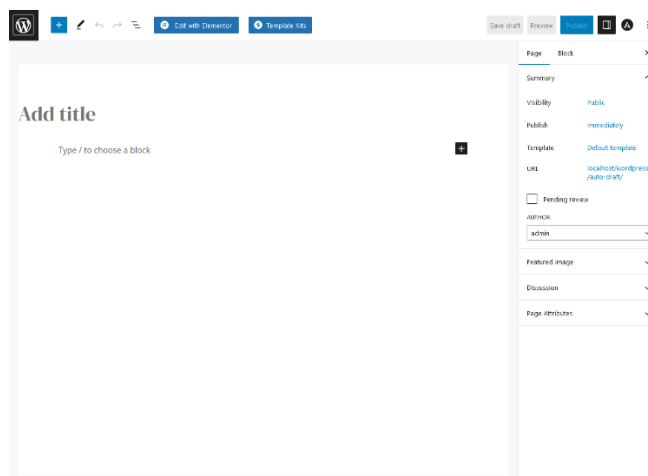 Edit with Elementor
Template Kits
Save draft
Preview
Publish
Page
Block
Summary
Visibility
Public
Publish
Immediately
Template
Default template
URL
localhost/wordpress
/auto-draft/
Pending review
AUTHOR
admin
Featured image
Discussion
Page Attributes
Add title
Type / to choose a block